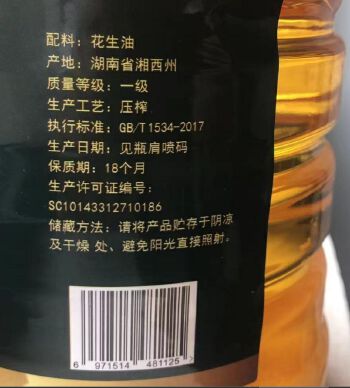 配料: 花生油
产地: 湖南省湘西州
质量等级: 一级
生产工艺: 压榨
执行标准: GB/T1534-2017
生产日期: 见瓶肩喷码
保质期: 18个月
生产许可证编号:
SC10143312710186
储藏方法: 请将产品贮存于阴凉
及干燥 处、避免阳光直接照射。
6 971514 481125